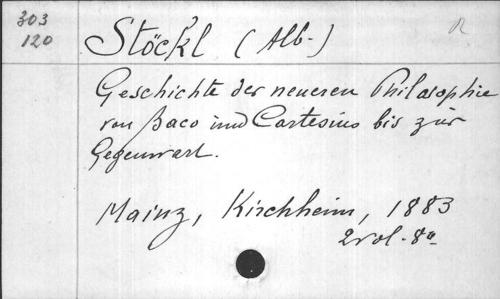 303
120
Stöckl (Alb.)
Geschichte der neueren Philosophie
von Baco und Cartesius bis zur
Gegenwart.
Mainz, Kirchheim, 1883
2 vol. 8°